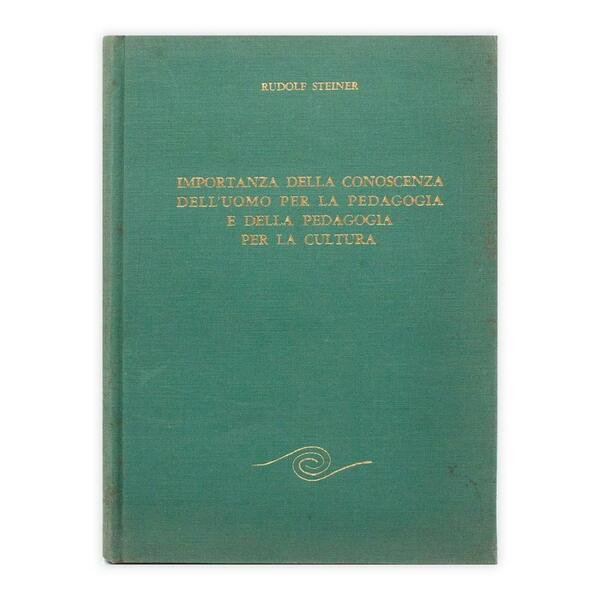 RUDOLF STEINER
IMPORTANZA DELLA CONOSCENZA
DELL'UOMO PER LA PEDAGOGIA
E DELLA PEDAGOGIA
PER LA CULTURA